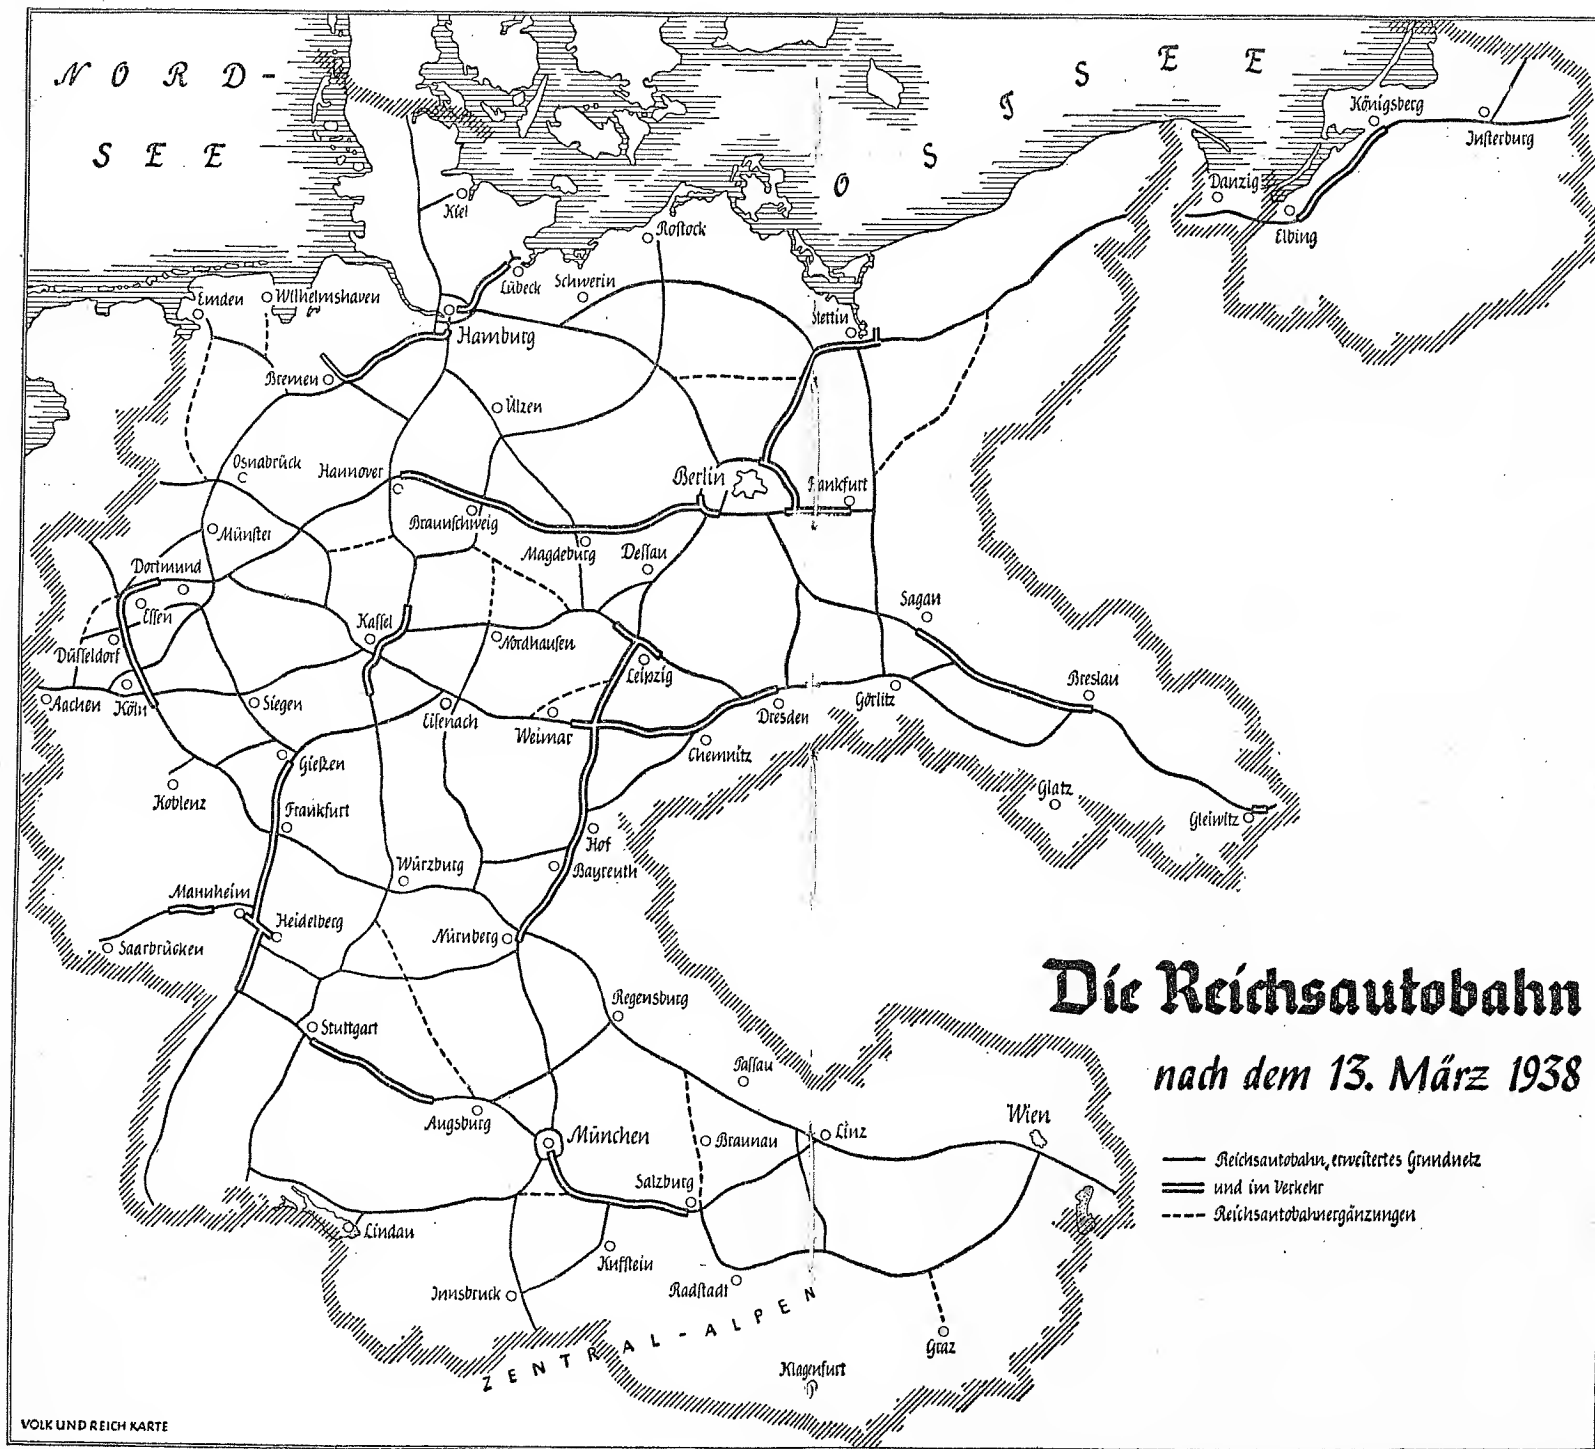 NORD-
SEE
OSTSEE
Königsberg
Insterburg
Danzig
Elbing
Kiel
Rostock
Lübeck
Schwerin
Emden
Wilhelmshaven
Stettin
Hamburg
Bremen
Ülzen
Osnabrück
Hannover
Berlin
Frankfurt
Braunschweig
Münster
Magdeburg
Dessau
Dortmund
Essen
Kassel
Sagan
Nordhausen
Düsseldorf
Leipzig
Breslau
Aachen
Köln
Siegen
Eisenach
Weimar
Dresden
Görlitz
Chemnitz
Gießen
Koblenz
Glatz
Gleiwitz
Frankfurt
Hof
Würzburg
Bayreuth
Mannheim
Heidelberg
Nürnberg
Saarbrücken
Die Reichsautobahn
nach dem 13. März 1938
Regensburg
Stuttgart
Passau
Augsburg
München
Braunau
Linz
Wien
Reichsautobahn, erweitertes Grundnetz
und im Verkehr
Reichsautobahnergänzungen
Salzburg
Lindau
Kufstein
Innsbruck
Radstadt
ZENTRAL-ALPEN
Graz
Klagenfurt
VOLK UND REICH KARTE